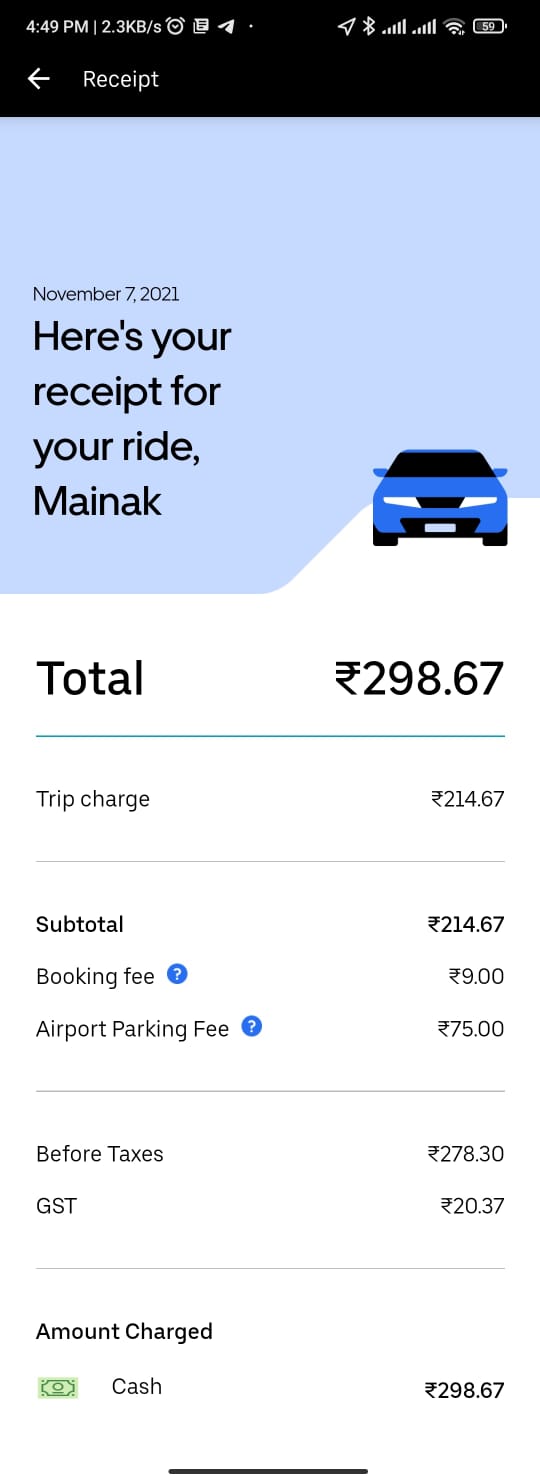 4:49 PM | 2.3KB/s
59
Receipt
November 7, 2021
Here's your
receipt for
your ride,
Mainak
Total ₹298.67
Trip charge ₹214.67
Subtotal ₹214.67
Booking fee ? ₹9.00
Airport Parking Fee ? ₹75.00
Before Taxes ₹278.30
GST ₹20.37
Amount Charged
Cash ₹298.67